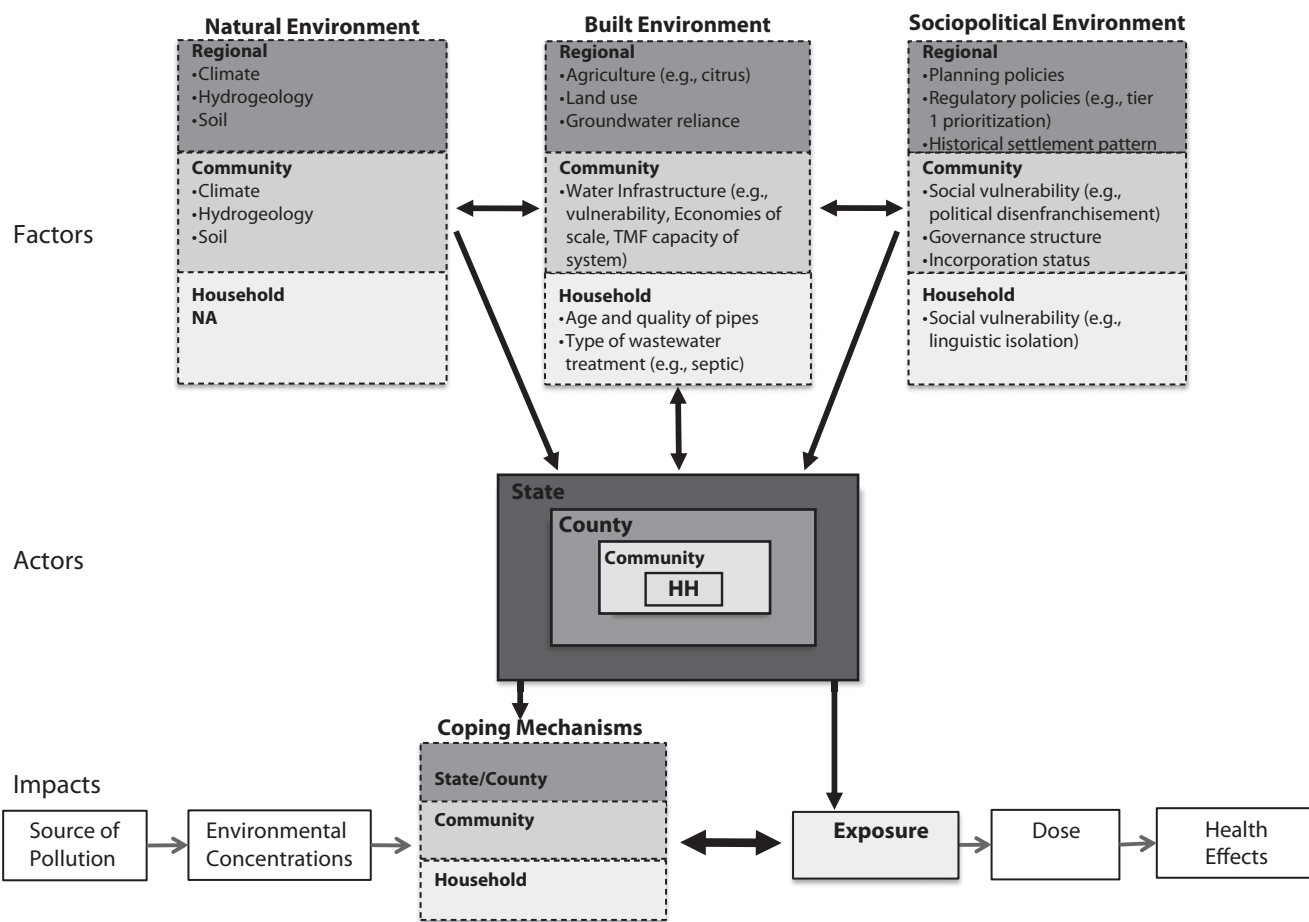 Natural Environment
Regional
•Climate
•Hydrogeology
•Soil
Community
•Climate
•Hydrogeology
•Soil
Household
NA
Built Environment
Regional
•Agriculture (e.g., citrus)
•Land use
•Groundwater reliance
Community
•Water Infrastructure (e.g.,
vulnerability, Economies of
scale, TMF capacity of
system)
Household
•Age and quality of pipes
•Type of wastewater
treatment (e.g., septic)
Sociopolitical Environment
Regional
•Planning policies
•Regulatory policies (e.g., tier
1 prioritization)
•Historical settlement pattern
Community
•Social vulnerability (e.g.,
political disenfranchisement)
•Governance structure
•Incorporation status
Household
•Social vulnerability (e.g.,
linguistic isolation)
Factors
Actors
State
County
Community
HH
Impacts
Source of
Pollution
Environmental
Concentrations
Coping Mechanisms
State/County
Community
Household
Exposure
Dose
Health
Effects